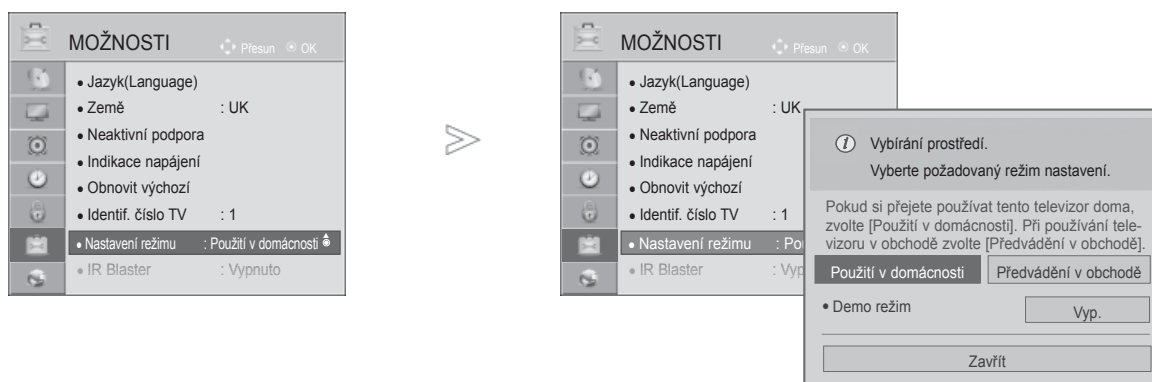 MOŽNOSTI
Přesun OK
• Jazyk(Language)
• Země : UK
• Neaktivní podpora
• Indikace napájení
• Obnovit výchozí
• Identif. číslo TV : 1
• Nastavení režimu : Použití v domácnosti
• IR Blaster : Vypnuto
MOŽNOSTI
Přesun OK
• Jazyk(Language)
• Země : UK
• Neaktivní podpora
• Indikace napájení
• Obnovit výchozí
• Identif. číslo TV : 1
• Nastavení režimu : Po
• IR Blaster : Vyp
Vybírání prostředí.
Vyberte požadovaný režim nastavení.
Pokud si přejete používat tento televizor doma,
zvolte [Použití v domácnosti]. Při používání tele-
vizoru v obchodě zvolte [Předvádění v obchodě].
Použití v domácnosti Předvádění v obchodě
• Demo režim Vyp.
Zavřít